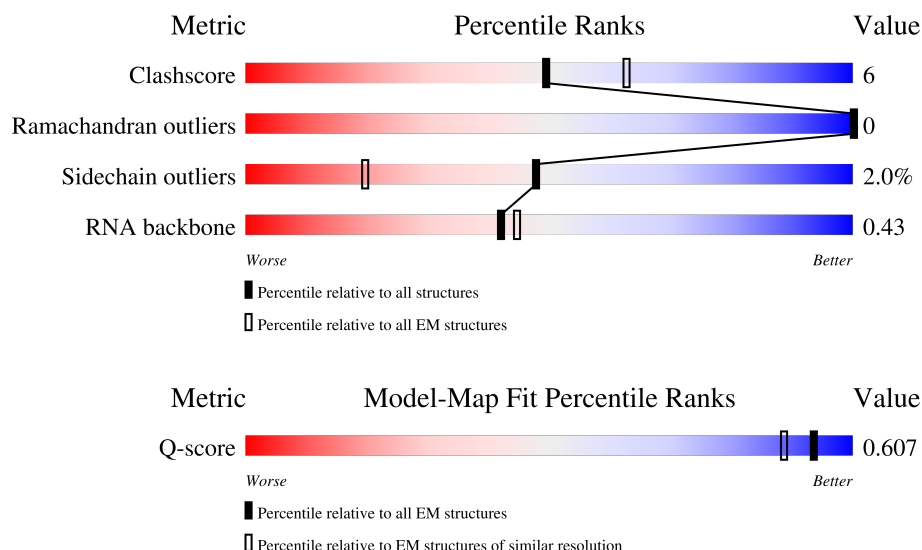 Metric Percentile Ranks Value
Clashscore 6
Ramachandran outliers 0
Sidechain outliers 2.0%
RNA backbone 0.43
Worse Better
Percentile relative to all structures
Percentile relative to all EM structures
Metric Model-Map Fit Percentile Ranks Value
Q-score 0.607
Worse Better
Percentile relative to all EM structures
Percentile relative to EM structures of similar resolution